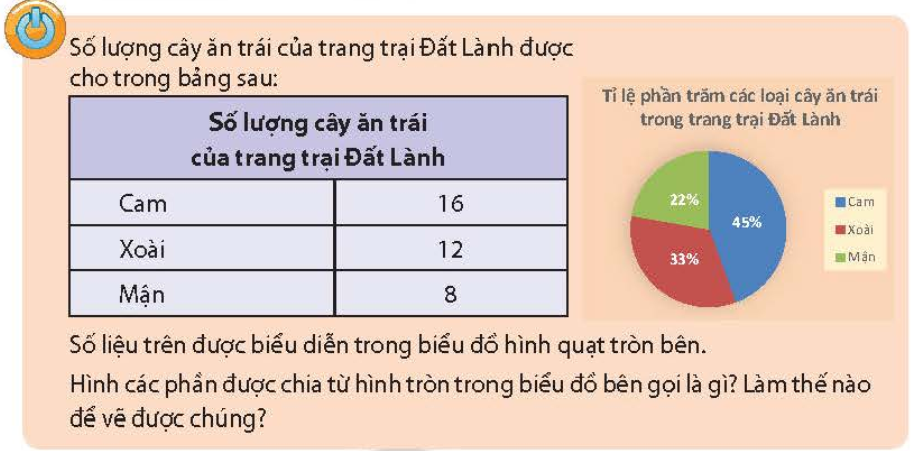 Số lượng cây ăn trái của trang trại Đất Lành được
cho trong bảng sau:
Số lượng cây ăn trái
của trang trại Đất Lành
Cam 16
Xoài 12
Mận 8
Tỉ lệ phần trăm các loại cây ăn trái
trong trang trại Đất Lành
22%
45%
33%
Cam
Xoài
Mận
Số liệu trên được biểu diễn trong biểu đồ hình quạt tròn bên.
Hình các phần được chia từ hình tròn trong biểu đồ bên gọi là gì? Làm thế nào
để vẽ được chúng?